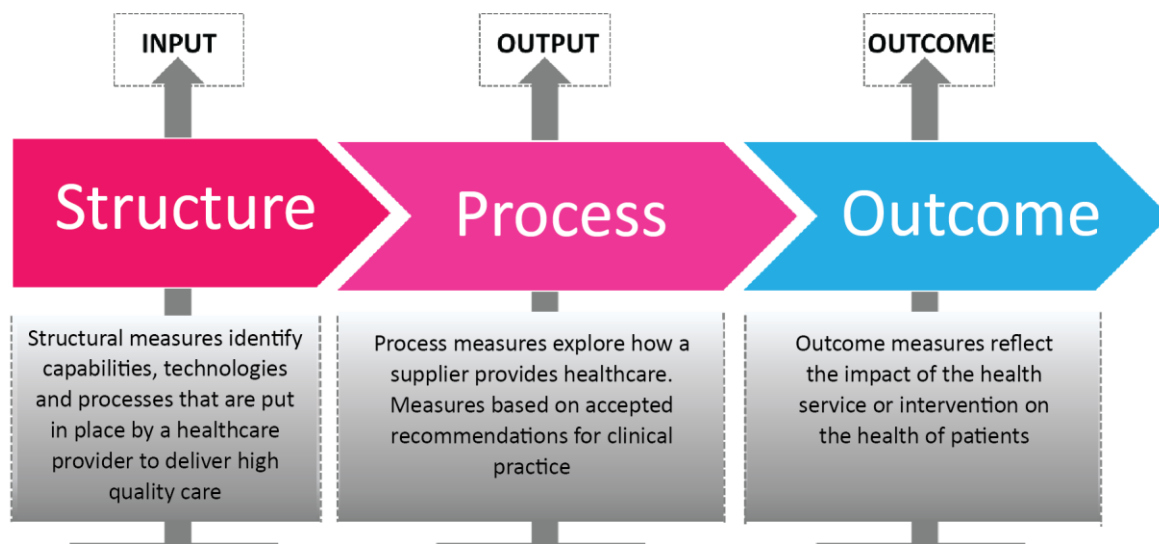 INPUT
OUTPUT
OUTCOME
Structure
Process
Outcome
Structural measures identify
capabilities, technologies
and processes that are put
in place by a healthcare
provider to deliver high
quality care
Process measures explore how a
supplier provides healthcare.
Measures based on accepted
recommendations for clinical
practice
Outcome measures reflect
the impact of the health
service or intervention on
the health of patients